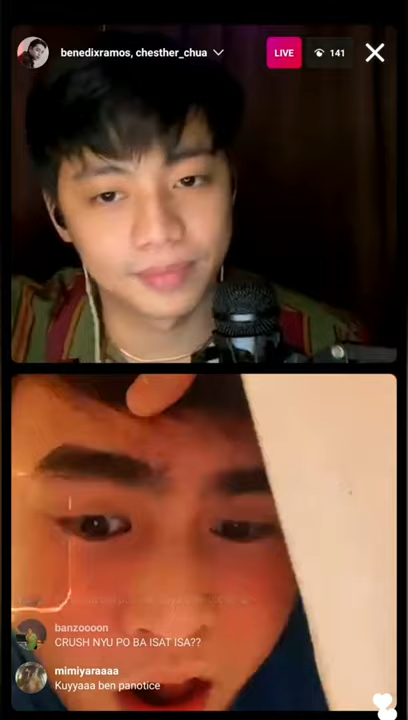 benedixramos, chesther_chua
LIVE
141
banzoooon
CRUSH NYU PO BA ISAT ISA??
mimiyaraaaa
Kuyyaaa ben panotice